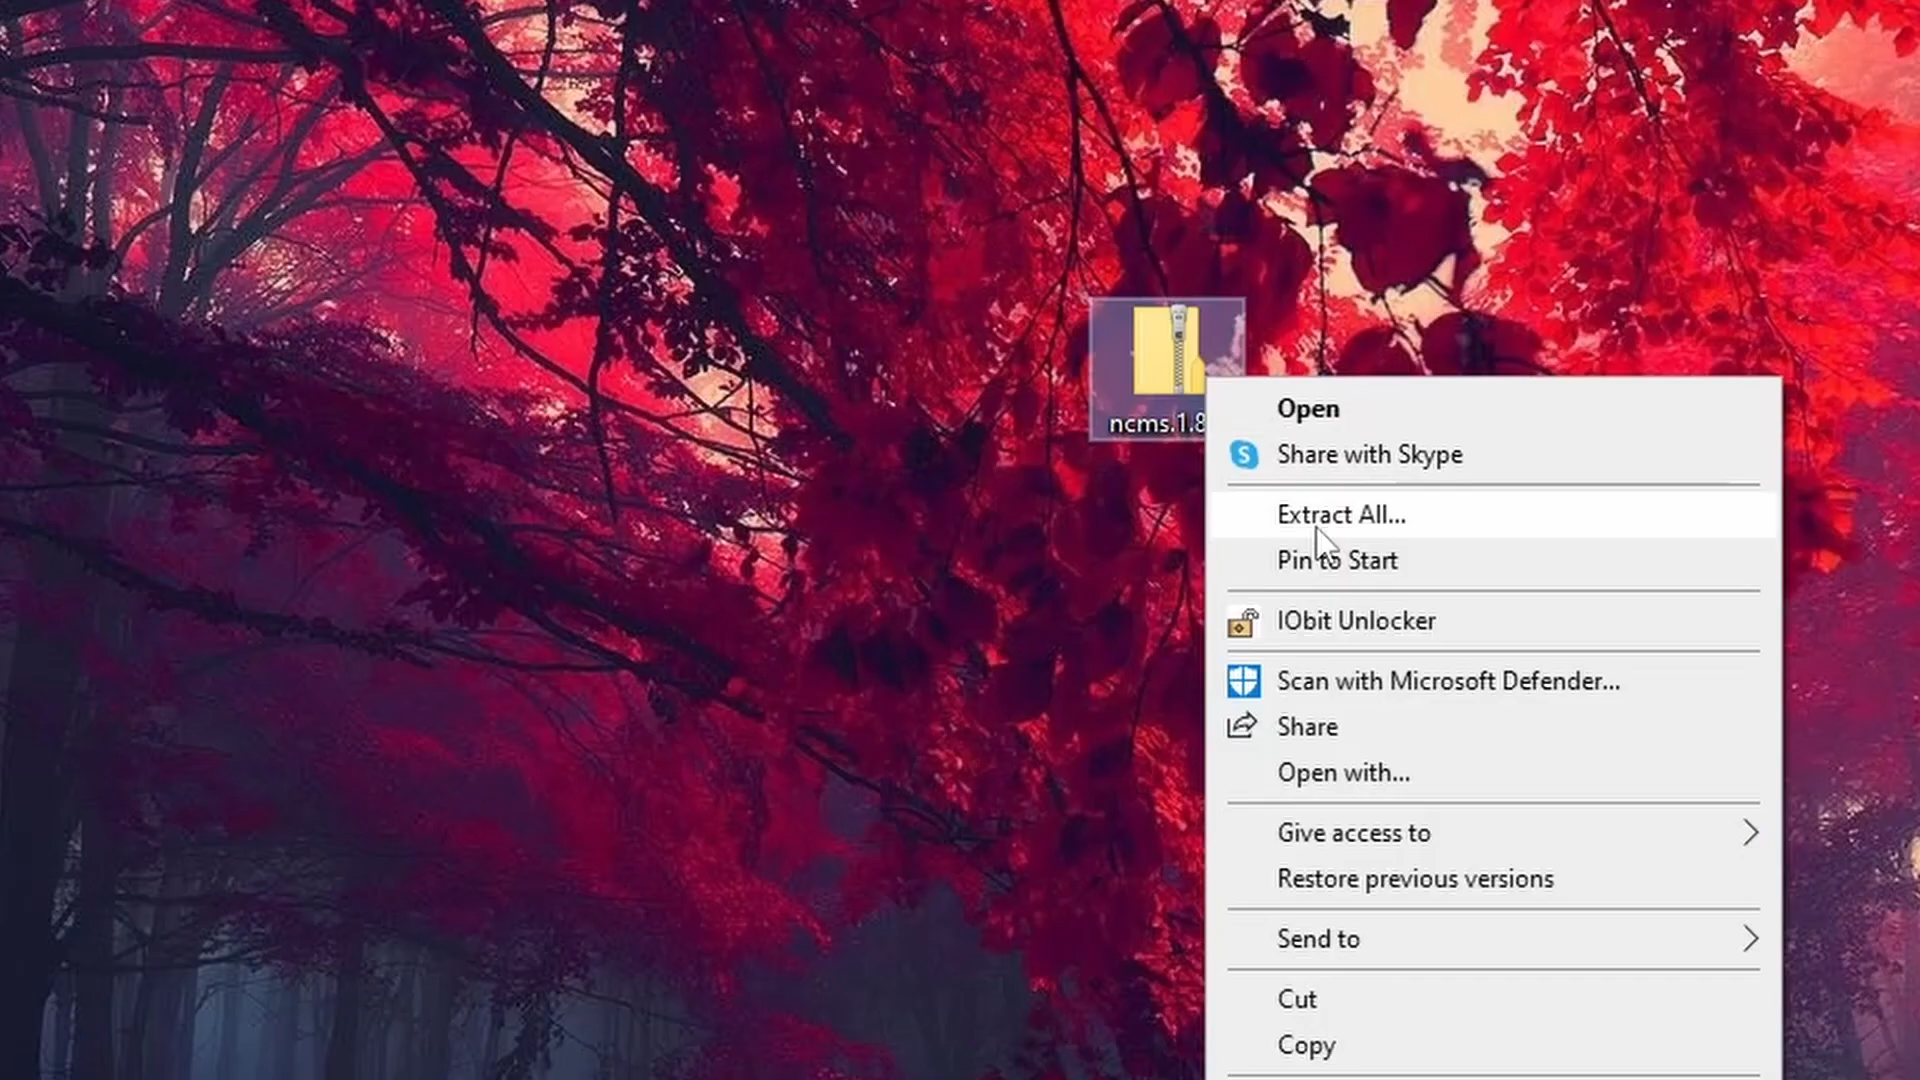 ncms.1.8
Open
Share with Skype
Extract All...
Pin to Start
IObit Unlocker
Scan with Microsoft Defender...
Share
Open with...
Give access to
Restore previous versions
Send to
Cut
Copy